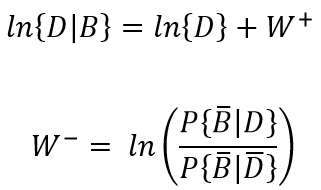 ln{D|B} = ln{D} + W⁺
W⁻ = ln(P{B̅|D} / P{B̅|D̅})